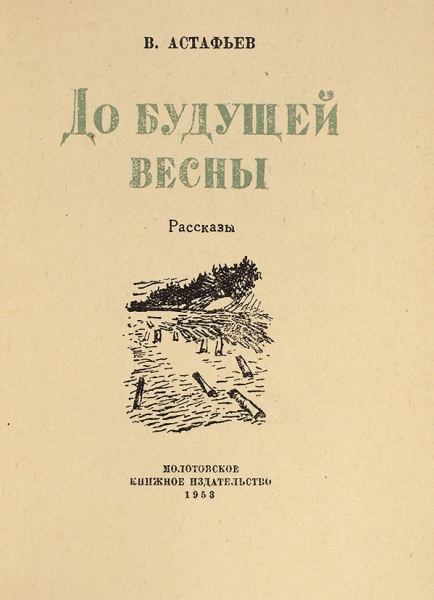 В. АСТАФЬЕВ
ДО БУДУЩЕЙ
ВЕСНЫ
Рассказы
МОЛОТОВСКОЕ
КНИЖНОЕ ИЗДАТЕЛЬСТВО
1953